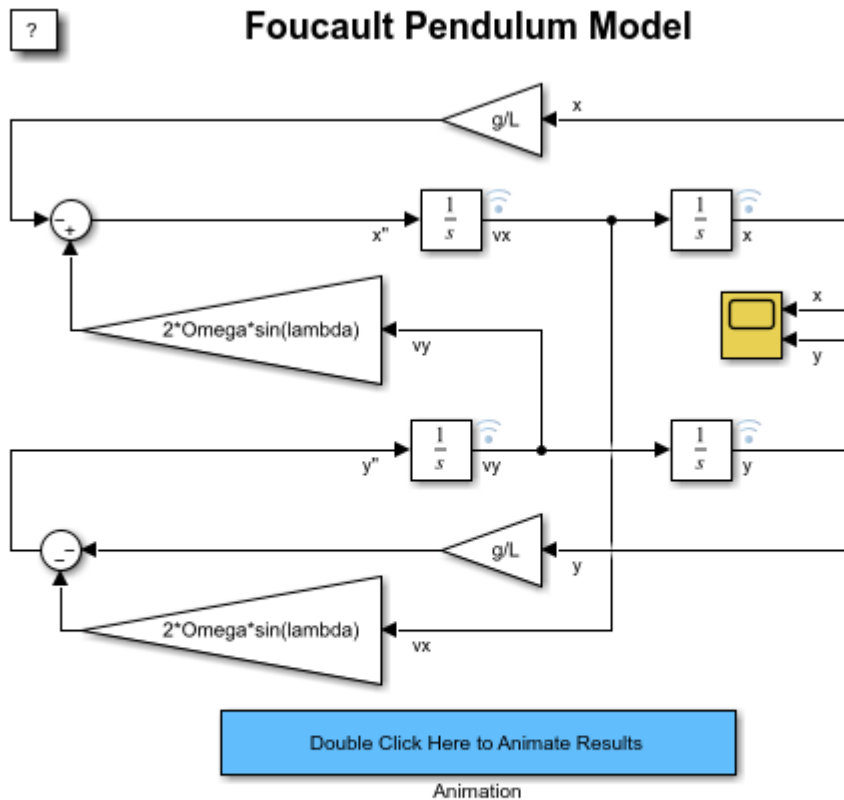 ?
Foucault Pendulum Model
g/L
x
−
+
x''
1
s
vx
1
s
x
2*Omega*sin(lambda)
vy
x
y
y''
1
s
vy
1
s
y
−
−
g/L
y
2*Omega*sin(lambda)
vx
Double Click Here to Animate Results
Animation